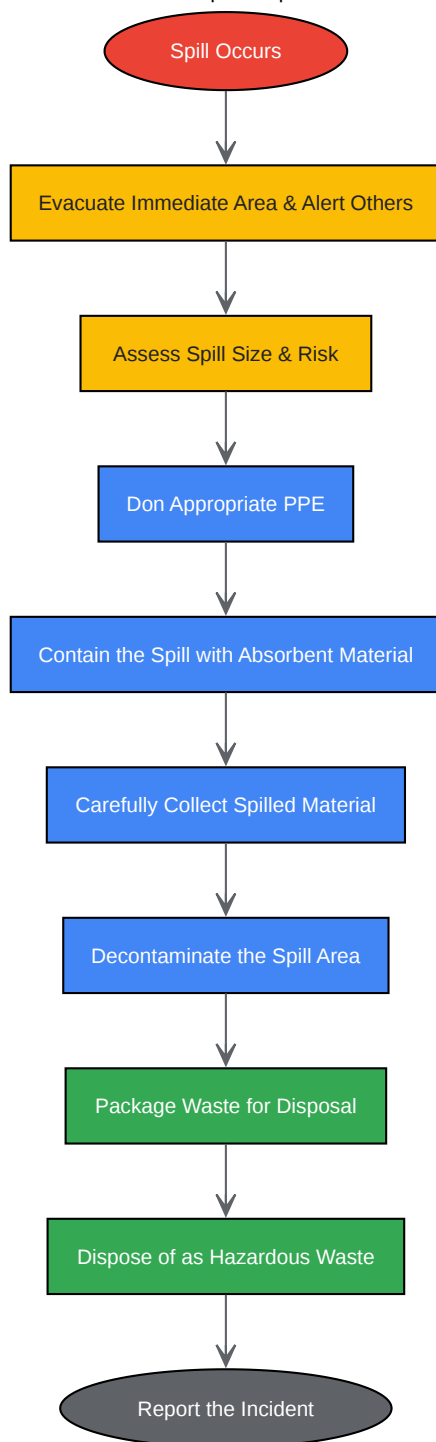 Spill Occurs
Evacuate Immediate Area & Alert Others
Assess Spill Size & Risk
Don Appropriate PPE
Contain the Spill with Absorbent Material
Carefully Collect Spilled Material
Decontaminate the Spill Area
Package Waste for Disposal
Dispose of as Hazardous Waste
Report the Incident